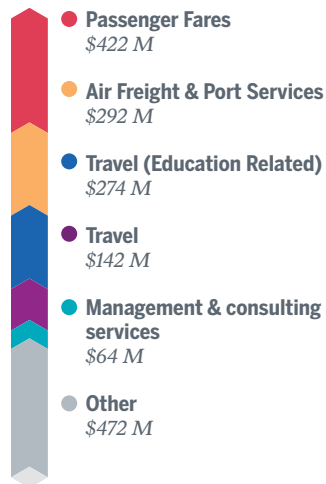 Passenger Fares
$422 M
Air Freight & Port Services
$292 M
Travel (Education Related)
$274 M
Travel
$142 M
Management & consulting
services
$64 M
Other
$472 M